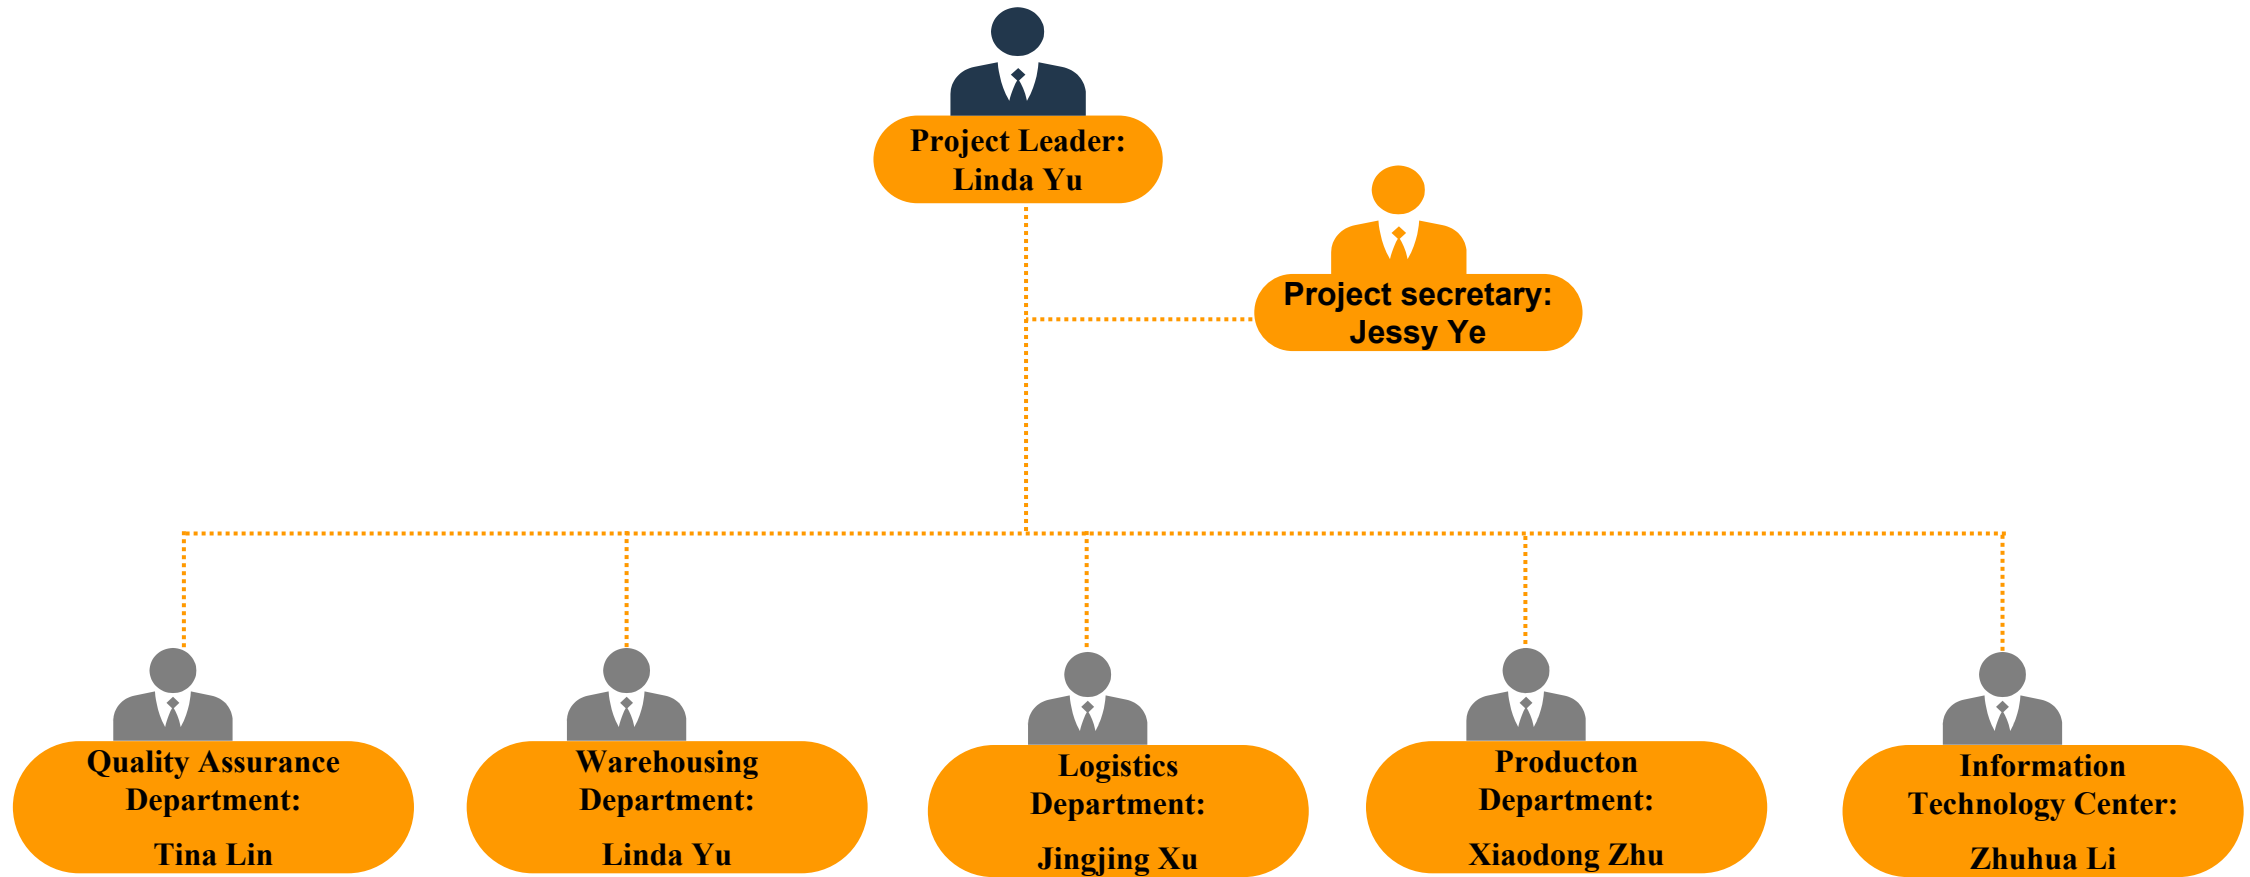 Project Leader:
Linda Yu
Project secretary:
Jessy Ye
Quality Assurance
Department:
Tina Lin
Warehousing
Department:
Linda Yu
Logistics
Department:
Jingjing Xu
Producton
Department:
Xiaodong Zhu
Information
Technology Center:
Zhuhua Li